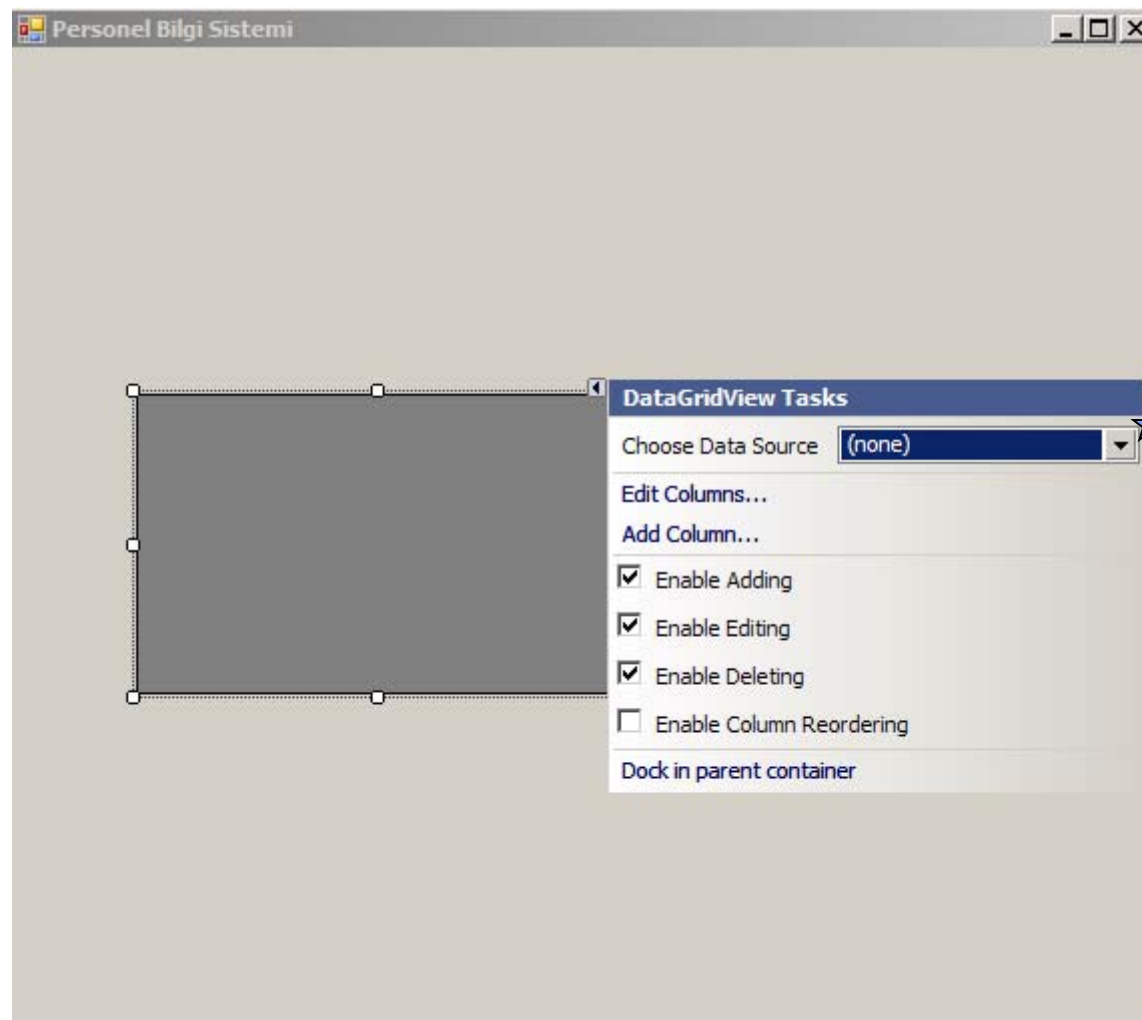 Personel Bilgi Sistemi
DataGridView Tasks
Choose Data Source (none)
Edit Columns...
Add Column...
Enable Adding
Enable Editing
Enable Deleting
Enable Column Reordering
Dock in parent container